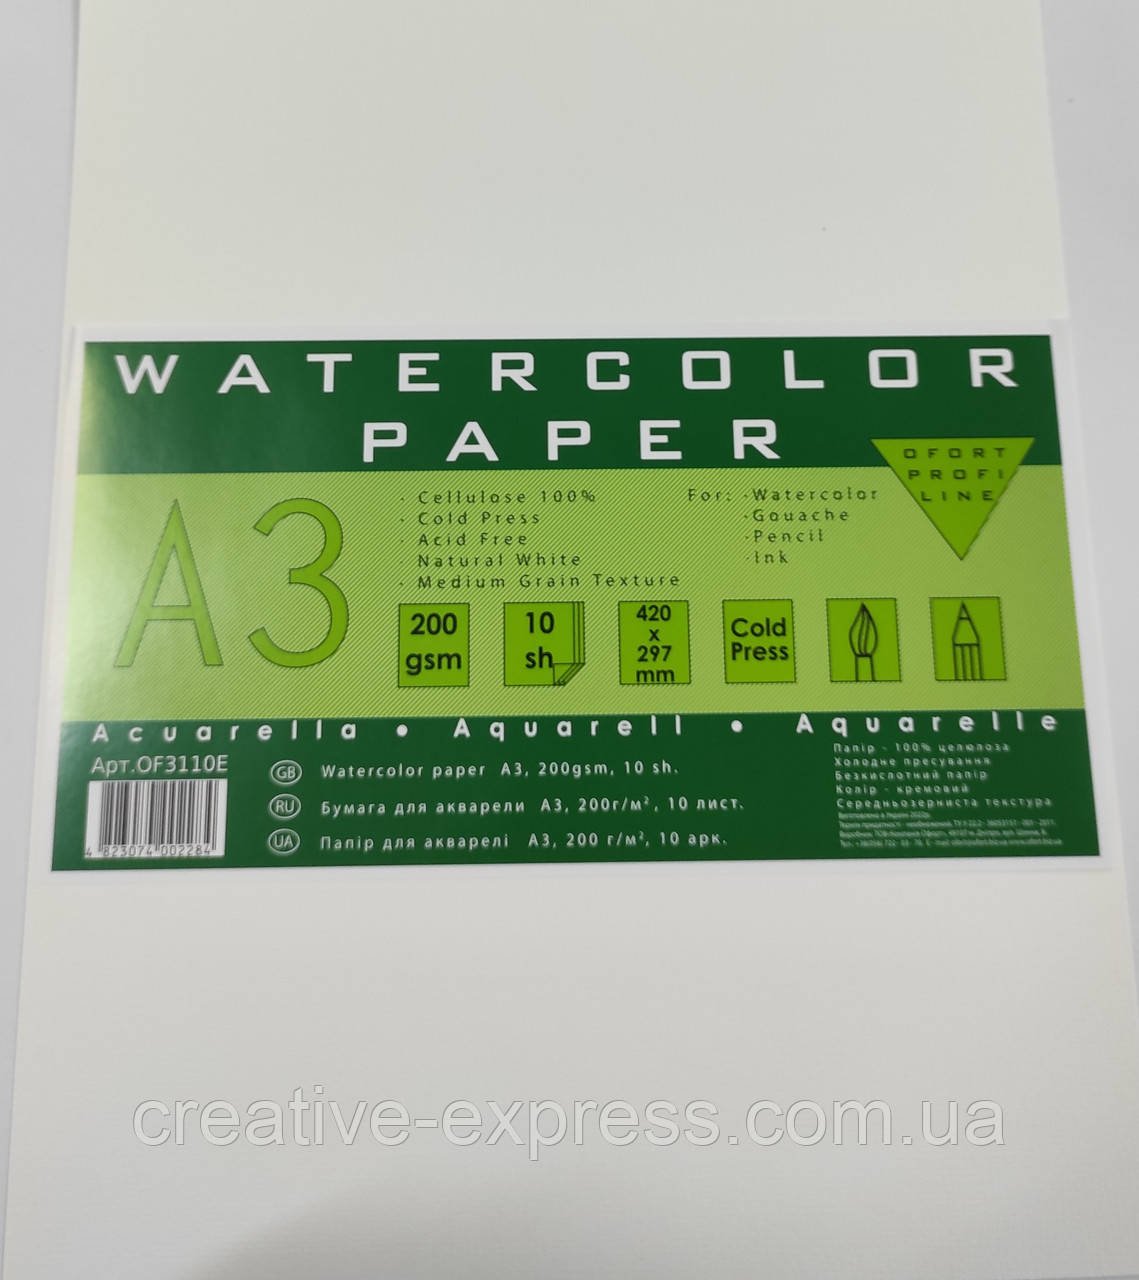 WATERCOLOR
PAPER
OFORT
PROFI
LINE
A3
· Cellulose 100%
· Cold Press
· Acid Free
· Natural White
· Medium Grain Texture
For: ·Watercolor
·Gouache
·Pencil
·Ink
200
gsm
10
sh
420
x
297
mm
Cold
Press
Acuarella • Aquarell • Aquarelle
Арт.OF3110E
4 823074 002284
GB Watercolor paper A3, 200gsm, 10 sh.
RU Бумага для акварели А3, 200г/м², 10 лист.
UA Папір для акварелі А3, 200 г/м², 10 арк.
Папір - 100% целюлоза
Холодне пресування
Безкислотний папір
Колір - кремовий
Середньозерниста текстура
creative-express.com.ua